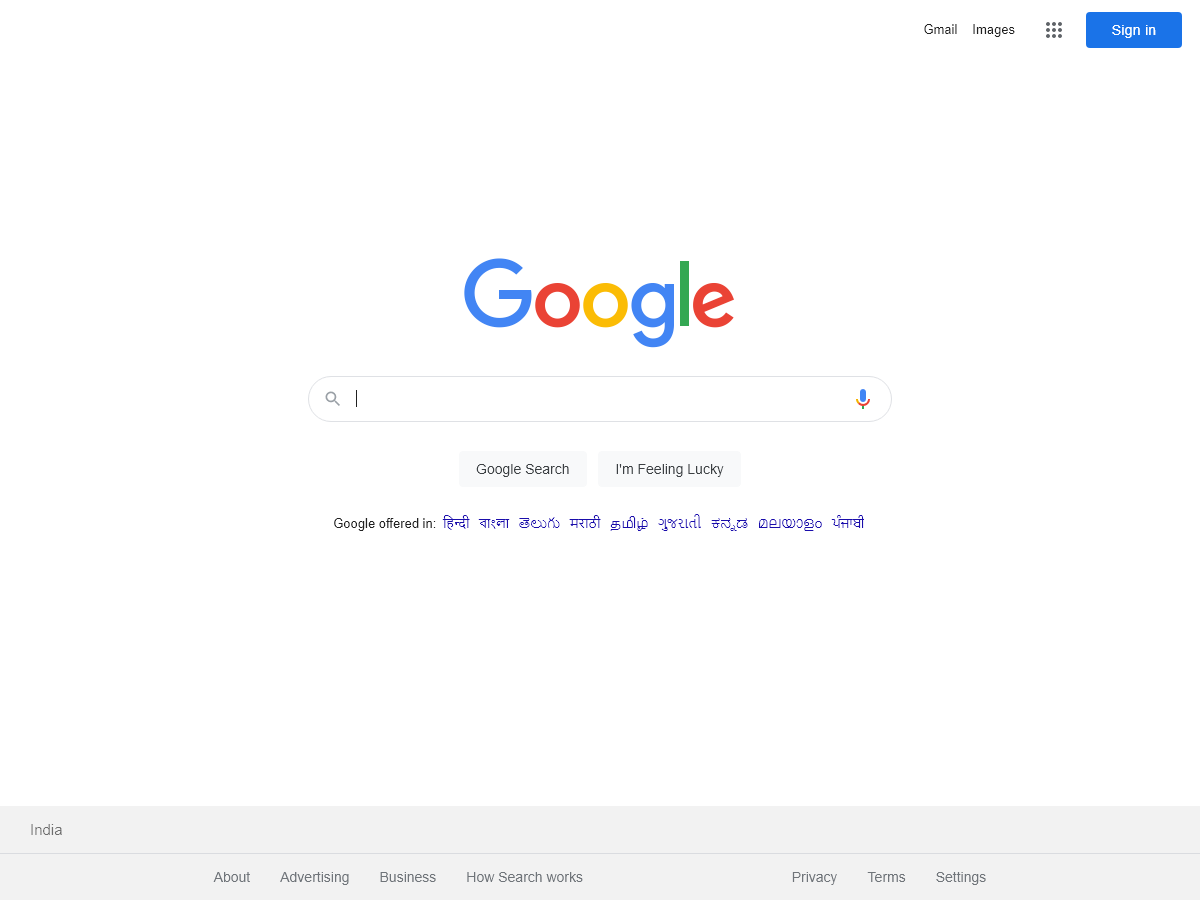 Gmail Images Sign in
Google
Google Search I'm Feeling Lucky
Google offered in: हिन्दी বাংলা తెలుగు मराठी தமிழ் ગુજરાતી ಕನ್ನಡ മലയാളം ਪੰਜਾਬੀ
India
About Advertising Business How Search works Privacy Terms Settings